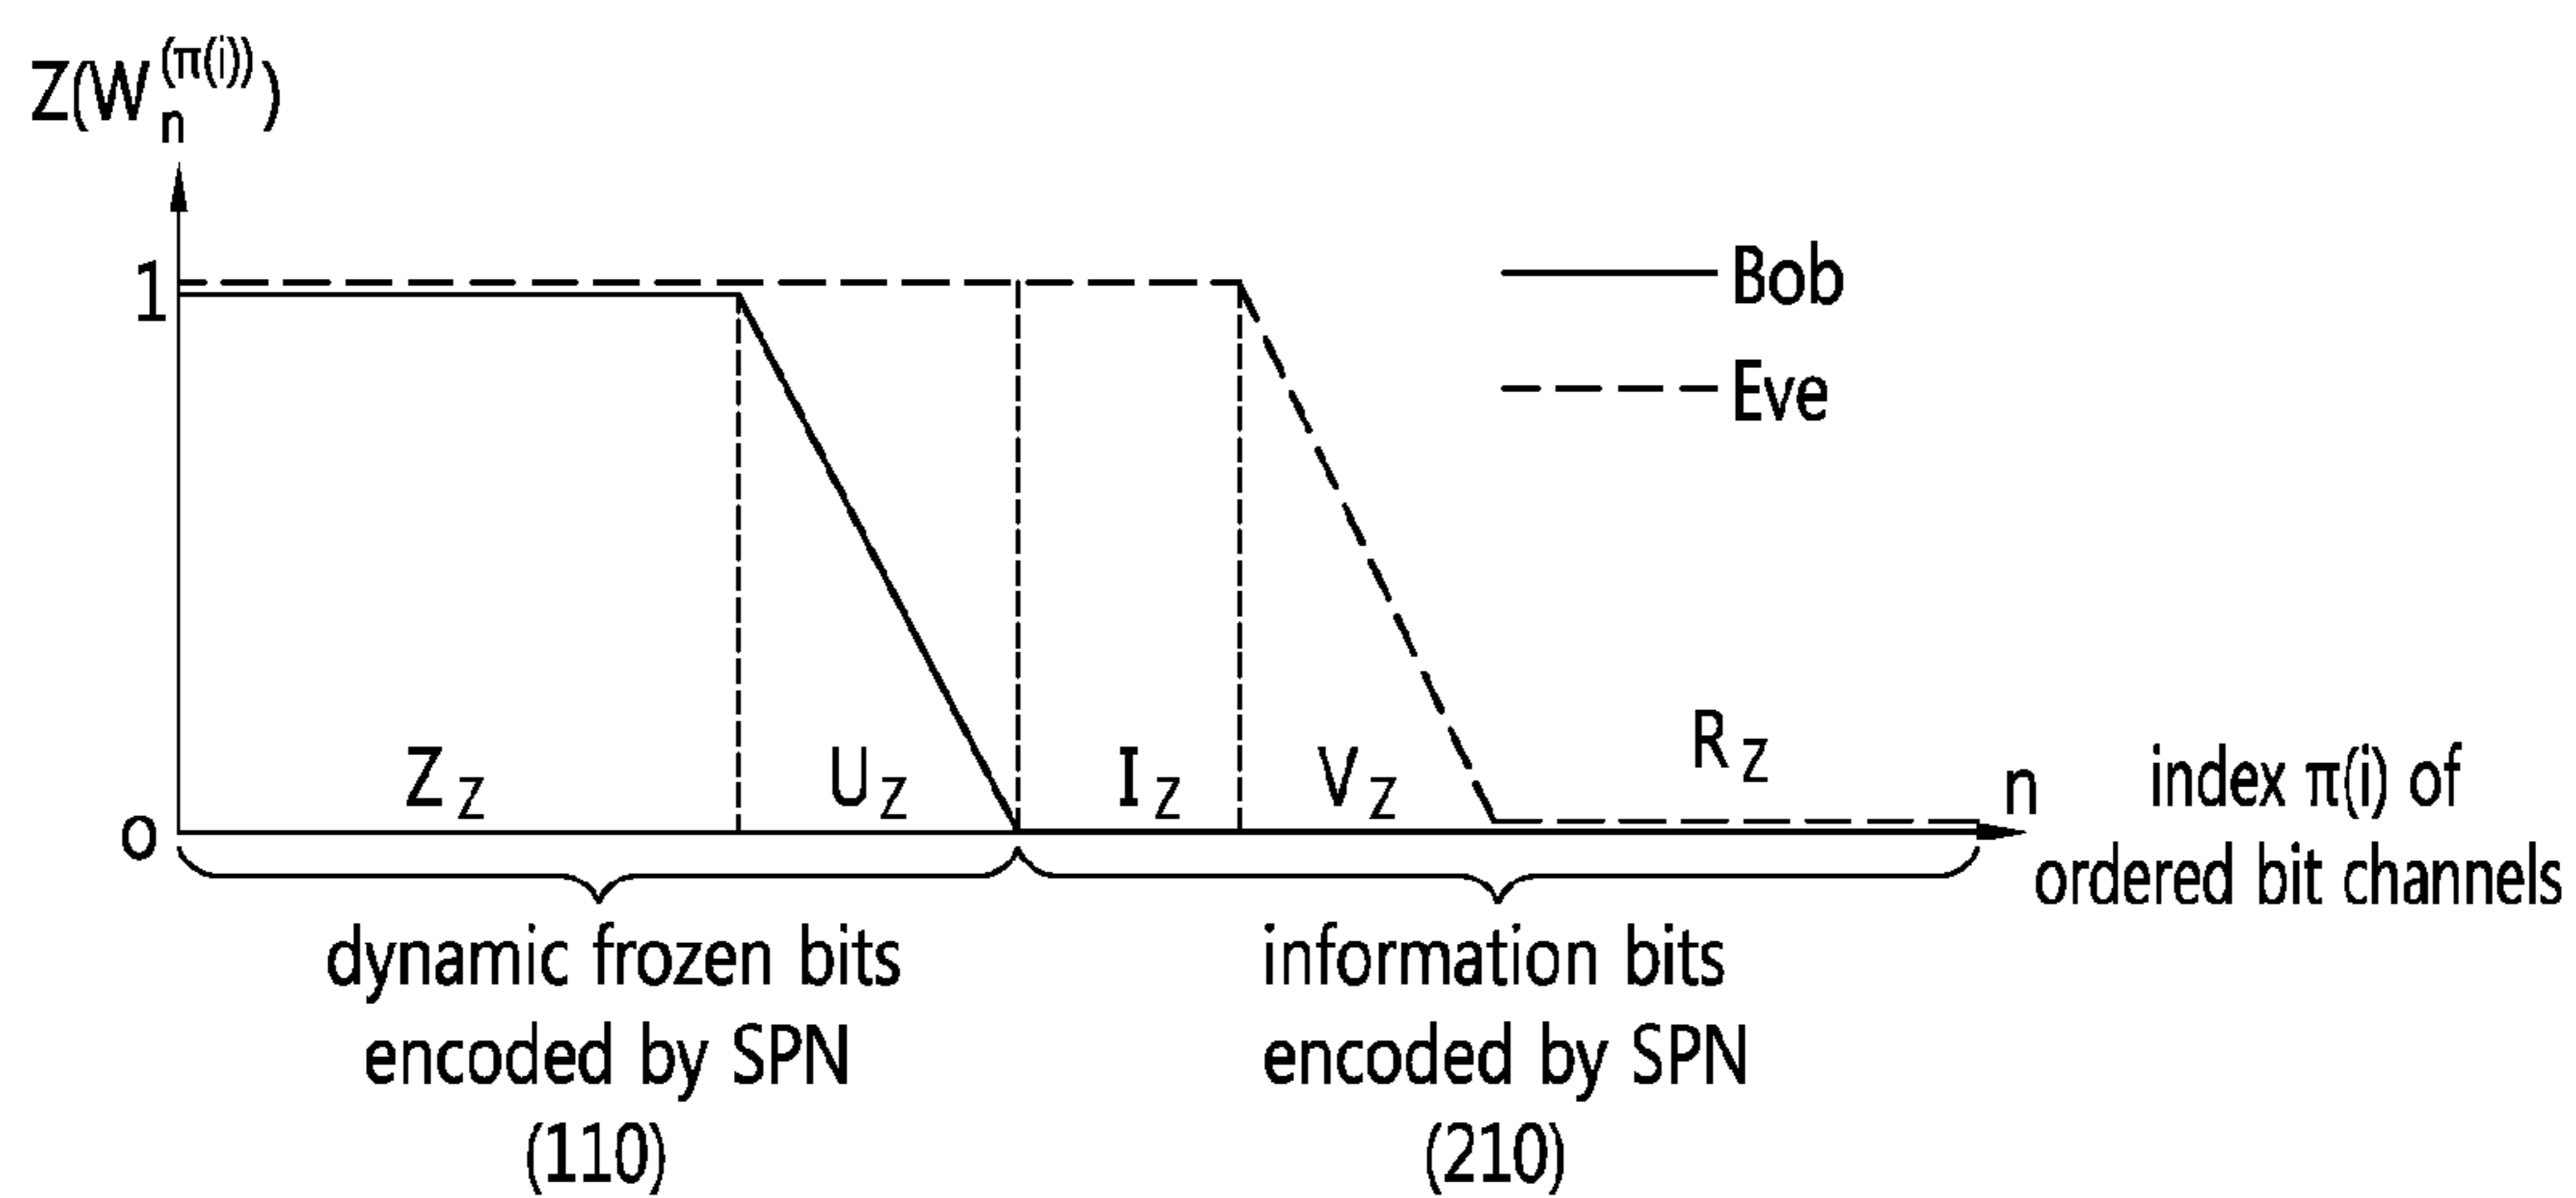 Z(W_n^(π(i)))
1
Bob
Eve
Z_Z
U_Z
I_Z
V_Z
R_Z
n
index π(i) of
ordered bit channels
0
dynamic frozen bits
encoded by SPN
(110)
information bits
encoded by SPN
(210)